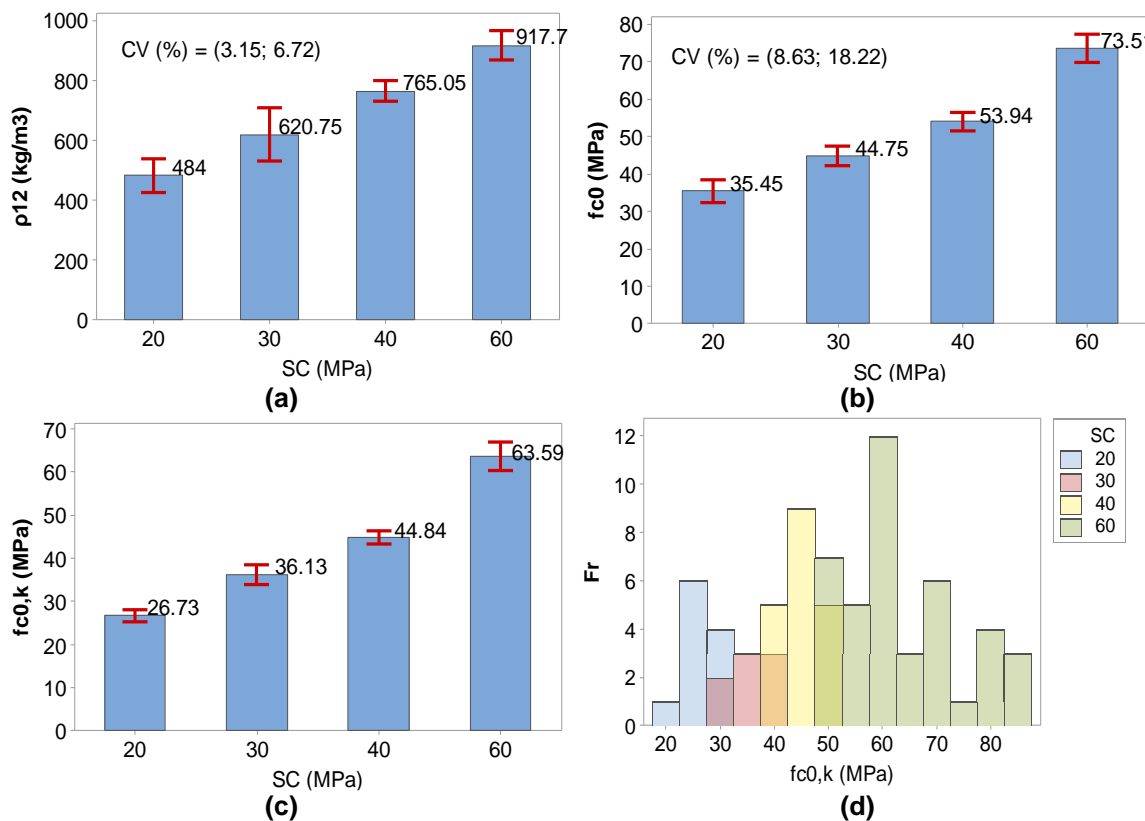 CV (%) = (3.15; 6.72)
ρ12 (kg/m3)
1000
800
600
400
200
0
484
620.75
765.05
917.7
20 30 40 60
SC (MPa)
(a)
CV (%) = (8.63; 18.22)
fc0 (MPa)
80
70
60
50
40
30
20
10
0
35.45
44.75
53.94
73.51
20 30 40 60
SC (MPa)
(b)
fc0,k (MPa)
70
60
50
40
30
20
10
0
26.73
36.13
44.84
63.59
20 30 40 60
SC (MPa)
(c)
Fr
12
10
8
6
4
2
0
20 30 40 50 60 70 80
fc0,k (MPa)
SC
20
30
40
60
(d)